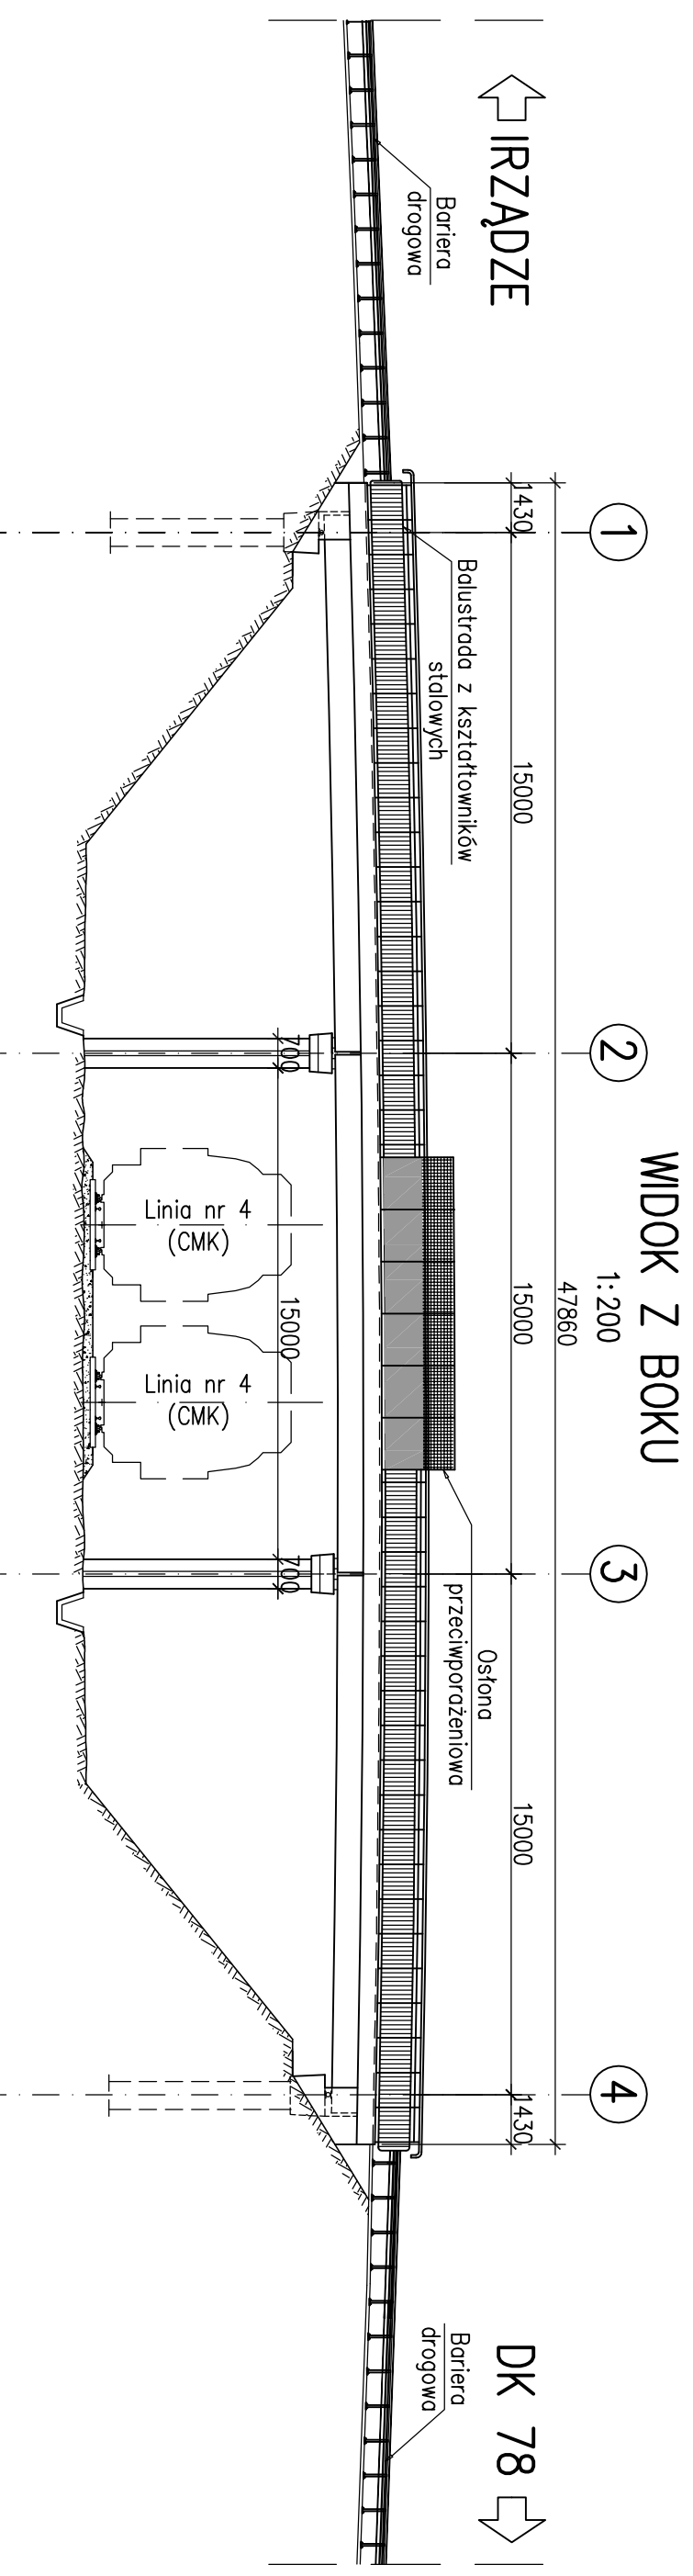 WIDOK Z BOKU
1:200
IRZĄDZE
DK 78
1
2
3
4
47860
1430
15000
15000
15000
1430
Bariera
drogowa
Balustrada z kształtowników
stalowych
Osłona
przeciwporażeniowa
Bariera
drogowa
700
15000
700
Linia nr 4
(CMK)
Linia nr 4
(CMK)